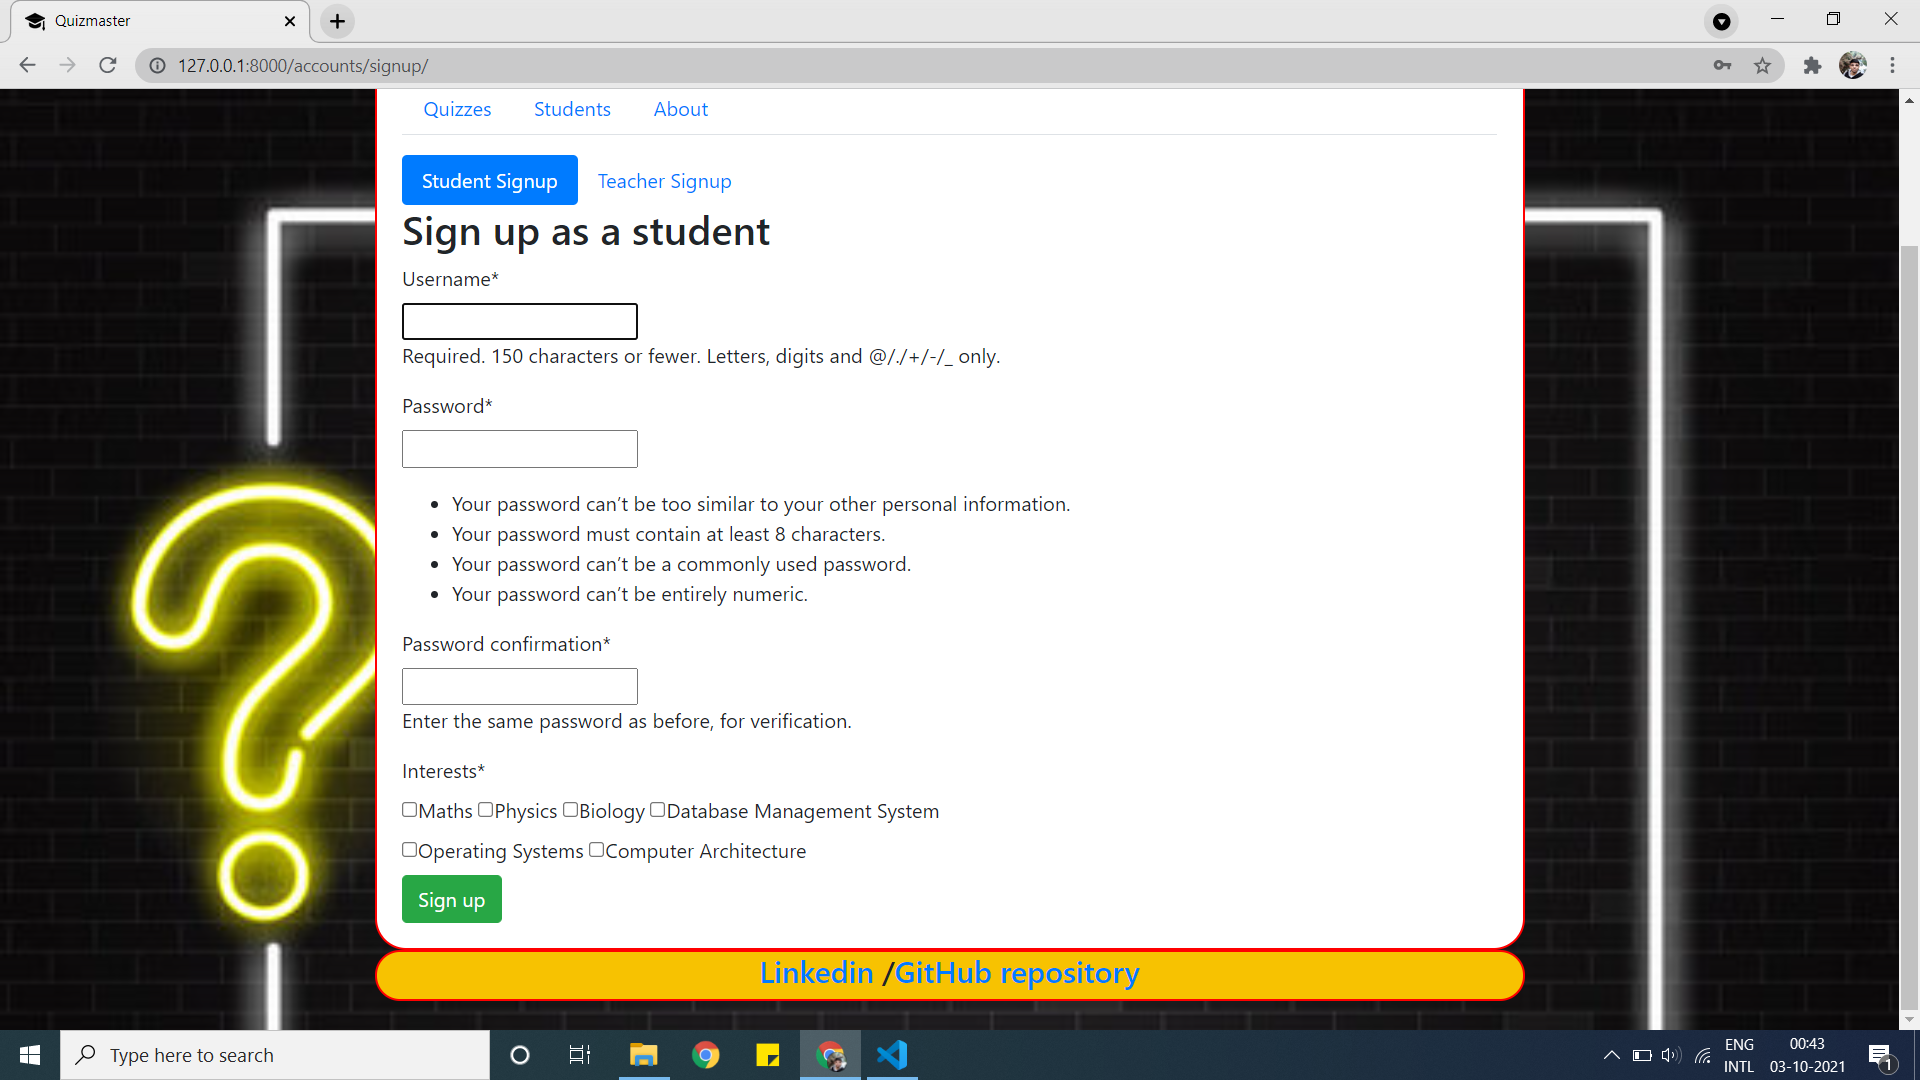 Quizmaster
127.0.0.1:8000/accounts/signup/
Quizzes Students About
Student Signup Teacher Signup
Sign up as a student
Username*
Required. 150 characters or fewer. Letters, digits and @/./+/-/_ only.
Password*
Your password can’t be too similar to your other personal information.
Your password must contain at least 8 characters.
Your password can’t be a commonly used password.
Your password can’t be entirely numeric.
Password confirmation*
Enter the same password as before, for verification.
Interests*
Maths Physics Biology Database Management System
Operating Systems Computer Architecture
Sign up
Linkedin /GitHub repository
Type here to search
ENG 00:43
INTL 03-10-2021
1